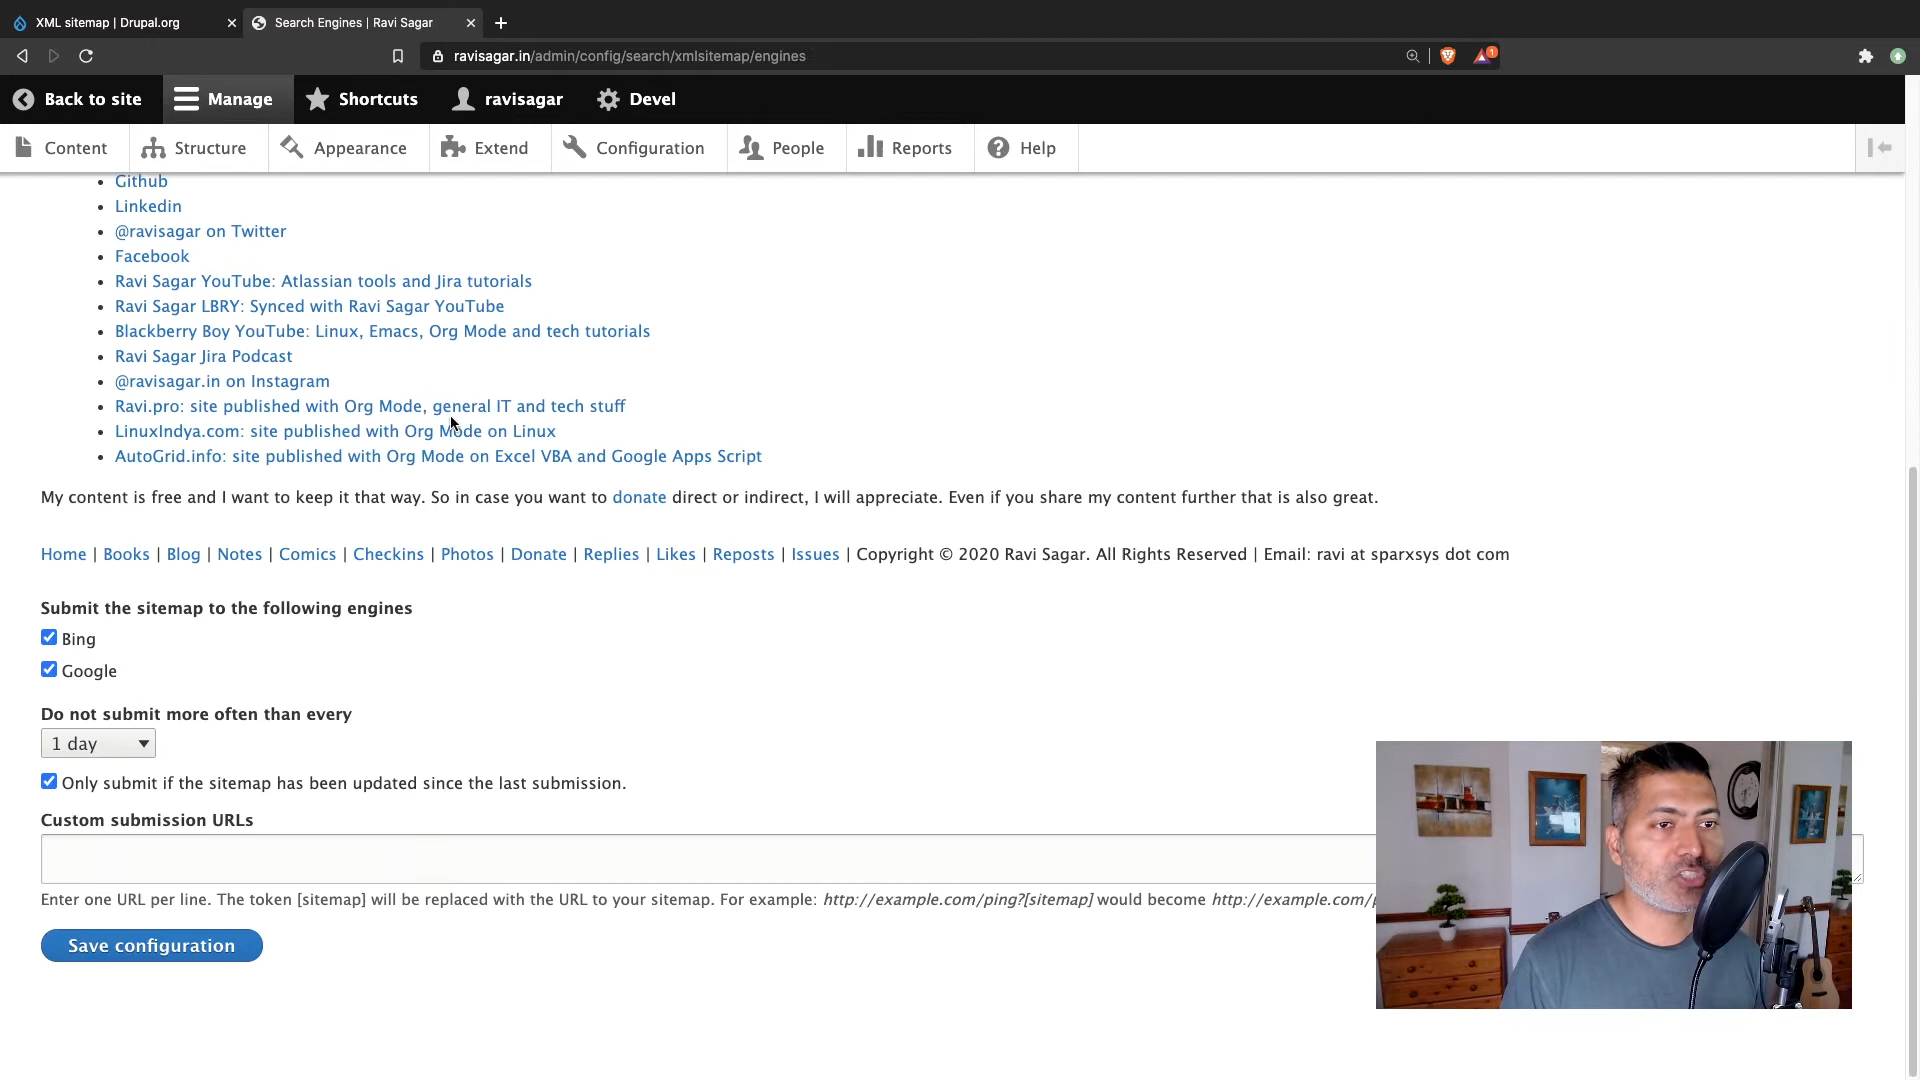 XML sitemap | Drupal.org
Search Engines | Ravi Sagar
ravisagar.in/admin/config/search/xmlsitemap/engines
1
Back to site
Manage
Shortcuts
ravisagar
Devel
Content
Structure
Appearance
Extend
Configuration
People
Reports
Help
Github
Linkedin
@ravisagar on Twitter
Facebook
Ravi Sagar YouTube: Atlassian tools and Jira tutorials
Ravi Sagar LBRY: Synced with Ravi Sagar YouTube
Blackberry Boy YouTube: Linux, Emacs, Org Mode and tech tutorials
Ravi Sagar Jira Podcast
@ravisagar.in on Instagram
Ravi.pro: site published with Org Mode, general IT and tech stuff
LinuxIndya.com: site published with Org Mode on Linux
AutoGrid.info: site published with Org Mode on Excel VBA and Google Apps Script
My content is free and I want to keep it that way. So in case you want to donate direct or indirect, I will appreciate. Even if you share my content further that is also great.
Home | Books | Blog | Notes | Comics | Checkins | Photos | Donate | Replies | Likes | Reposts | Issues | Copyright © 2020 Ravi Sagar. All Rights Reserved | Email: ravi at sparxsys dot com
Submit the sitemap to the following engines
Bing
Google
Do not submit more often than every
1 day
Only submit if the sitemap has been updated since the last submission.
Custom submission URLs
Enter one URL per line. The token [sitemap] will be replaced with the URL to your sitemap. For example: http://example.com/ping?[sitemap] would become http://example.com/
Save configuration